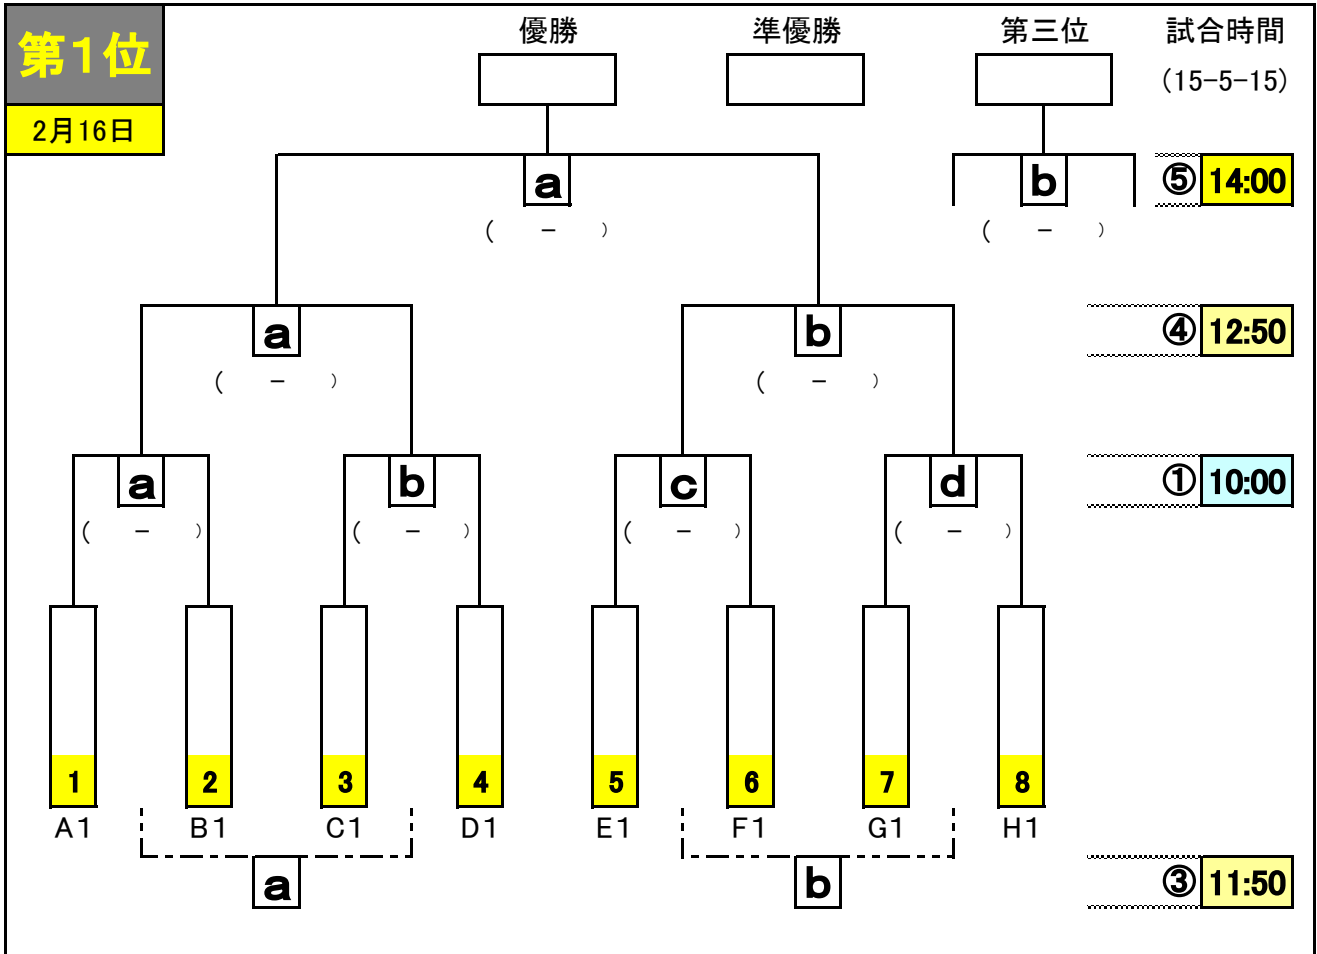 第1位
優勝 準優勝 第三位 試合時間
(15-5-15)
2月16日
a b ⑤ 14:00
( - ) ( - )
a b ④ 12:50
( - ) ( - )
a b c d ① 10:00
( - ) ( - ) ( - ) ( - )
1 2 3 4 5 6 7 8
A1 B1 C1 D1 E1 F1 G1 H1
a b ③ 11:50